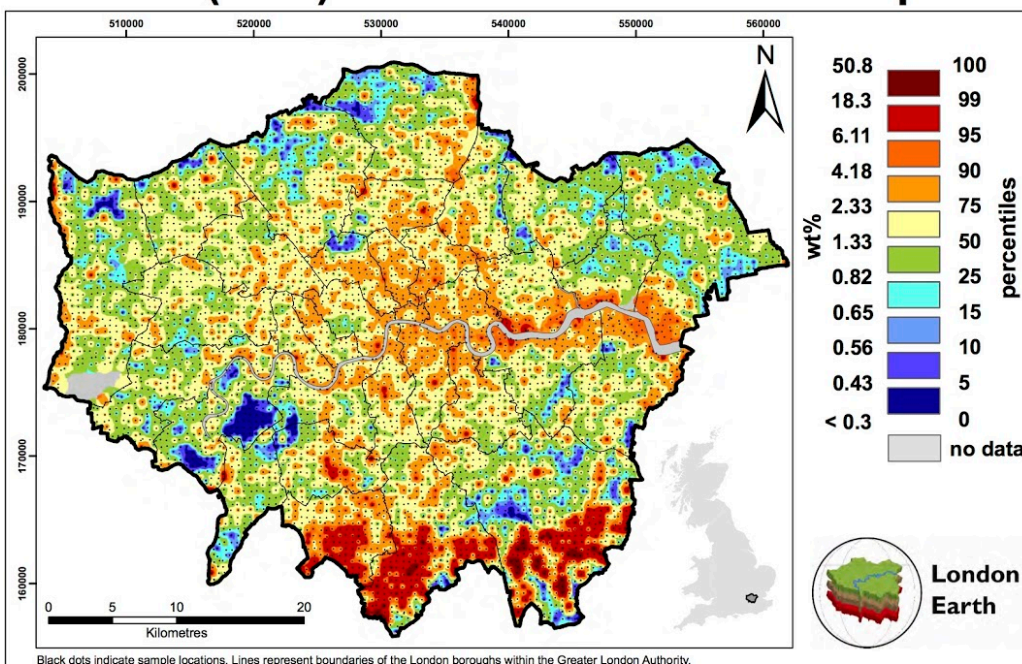 510000 520000 530000 540000 550000 560000
200000
190000
180000
170000
160000
N
50.8 100
18.3 99
6.11 95
4.18 90
2.33 75
1.33 50
0.82 25
0.65 15
0.56 10
0.43 5
< 0.3 0
wt%
percentiles
no data
0 5 10 20
Kilometres
London
Earth
Black dots indicate sample locations. Lines represent boundaries of the London boroughs within the Greater London Authority.